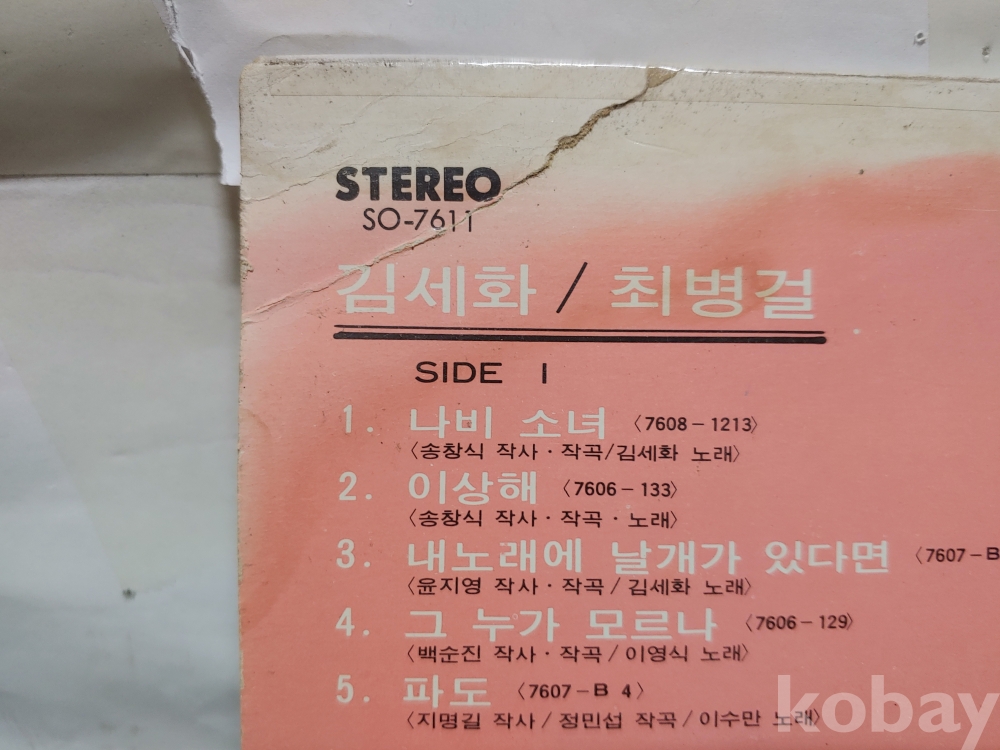 STEREO
SO-7611
김세화 / 최병걸
SIDE I
1. 나비 소녀 〈7608-1213〉
〈송창식 작사·작곡/김세화 노래〉
2. 이상해 〈7606-133〉
〈송창식 작사·작곡·노래〉
3. 내노래에 날개가 있다면 〈7607-B
〈윤지영 작사·작곡/김세화 노래〉
4. 그 누가 모르나 〈7606-129〉
〈백순진 작사·작곡/이영식 노래〉
5. 파도 〈7607-B 4〉
〈지명길 작사/정민섭 작곡/이수만 노래〉
kobay